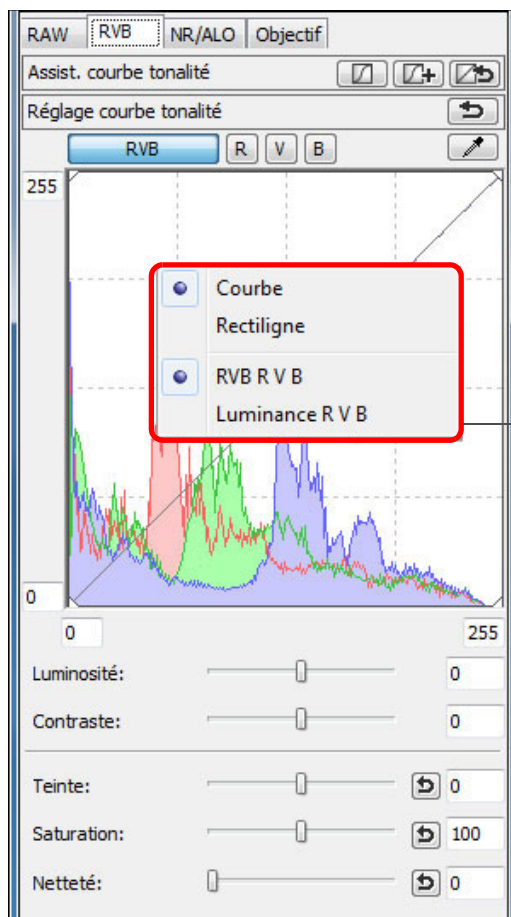 RAW RVB NR/ALO Objectif
Assist. courbe tonalité
Réglage courbe tonalité
RVB R V B
255
Courbe
Rectiligne
RVB R V B
Luminance R V B
0
0 255
Luminosité: 0
Contraste: 0
Teinte: 0
Saturation: 100
Netteté: 0